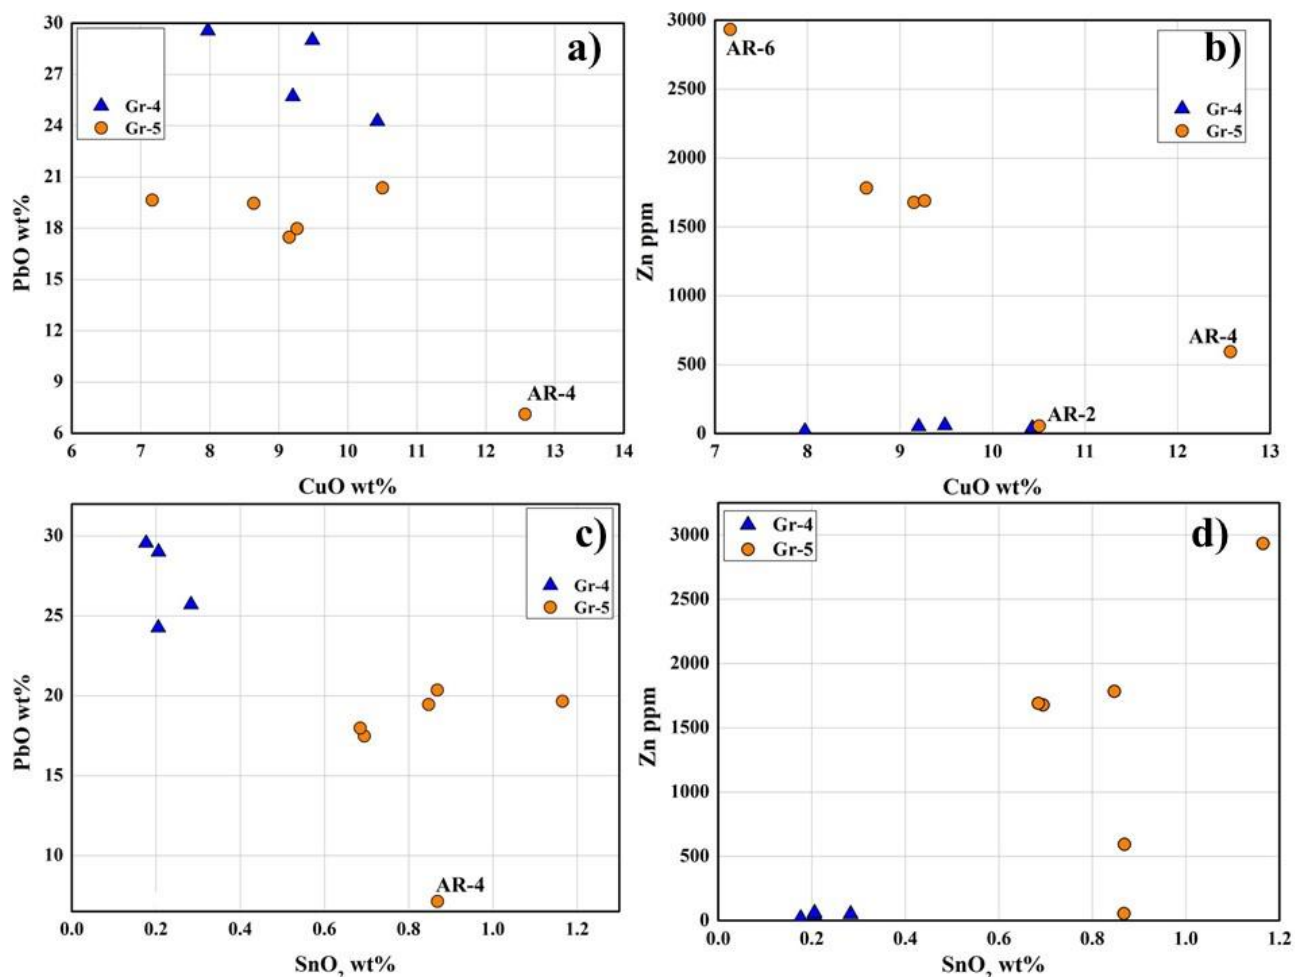 a)
30
27
24
21
18
15
12
9
6
PbO wt%
Gr-4
Gr-5
AR-4
6 7 8 9 10 11 12 13 14
CuO wt%
b)
3000
2500
2000
1500
1000
500
0
Zn ppm
AR-6
Gr-4
Gr-5
AR-4
AR-2
7 8 9 10 11 12 13
CuO wt%
c)
30
25
20
15
10
PbO wt%
Gr-4
Gr-5
AR-4
0.0 0.2 0.4 0.6 0.8 1.0 1.2
SnO₂ wt%
d)
Gr-4
Gr-5
3000
2500
2000
1500
1000
500
0
Zn ppm
0.0 0.2 0.4 0.6 0.8 1.0 1.2
SnO₂ wt%